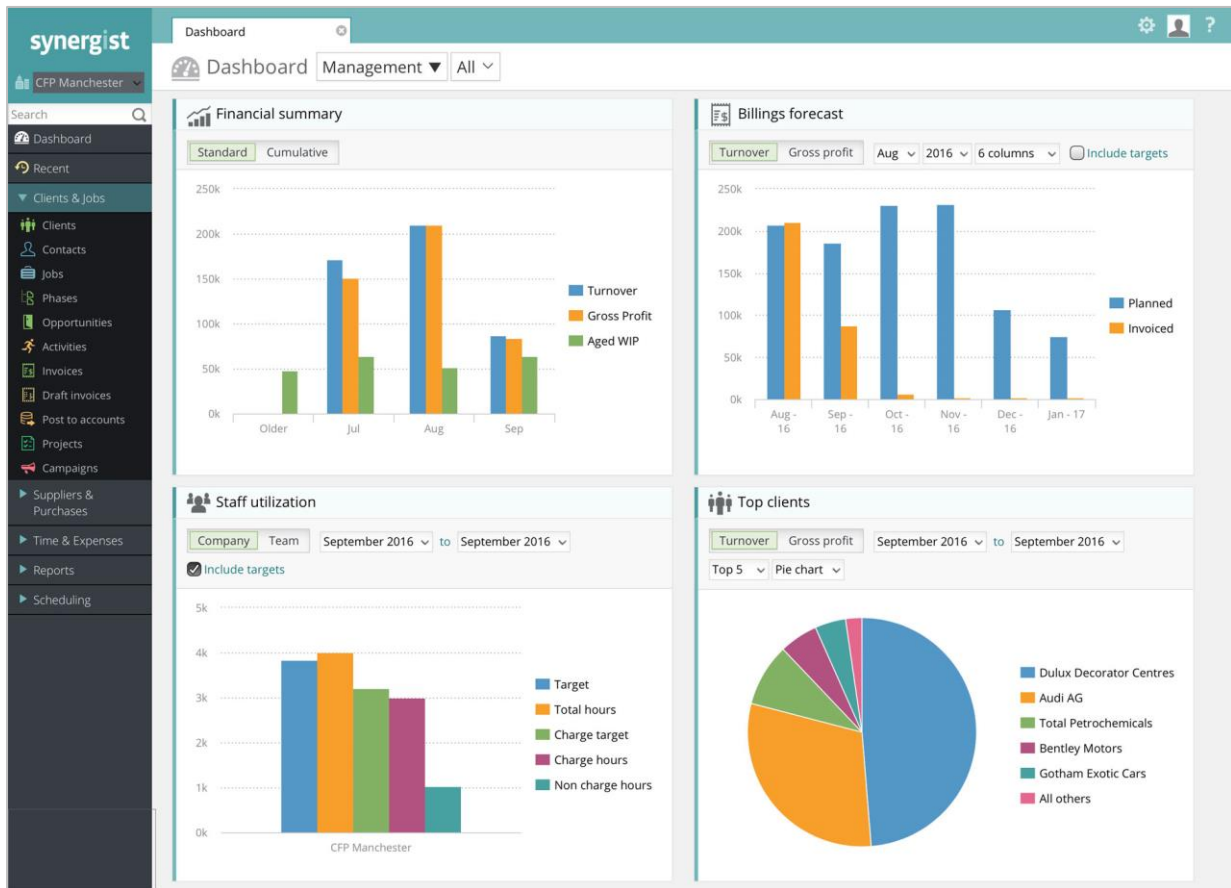 synergist
CFP Manchester
Search
Dashboard
Recent
Clients & Jobs
Clients
Contacts
Jobs
Phases
Opportunities
Activities
Invoices
Draft invoices
Post to accounts
Projects
Campaigns
Suppliers &
Purchases
Time & Expenses
Reports
Scheduling
Dashboard
?
Dashboard Management All
Financial summary
Standard Cumulative
250k
200k
150k
100k
50k
0k
Older Jul Aug Sep
Turnover
Gross Profit
Aged WIP
Billings forecast
Turnover Gross profit Aug 2016 6 columns Include targets
250k
200k
150k
100k
50k
0k
Aug - Sep - Oct - Nov - Dec - Jan - 17
16 16 16 16 16
Planned
Invoiced
Staff utilization
Company Team September 2016 to September 2016
Include targets
5k
4k
3k
2k
1k
0k
CFP Manchester
Target
Total hours
Charge target
Charge hours
Non charge hours
Top clients
Turnover Gross profit September 2016 to September 2016
Top 5 Pie chart
Dulux Decorator Centres
Audi AG
Total Petrochemicals
Bentley Motors
Gotham Exotic Cars
All others